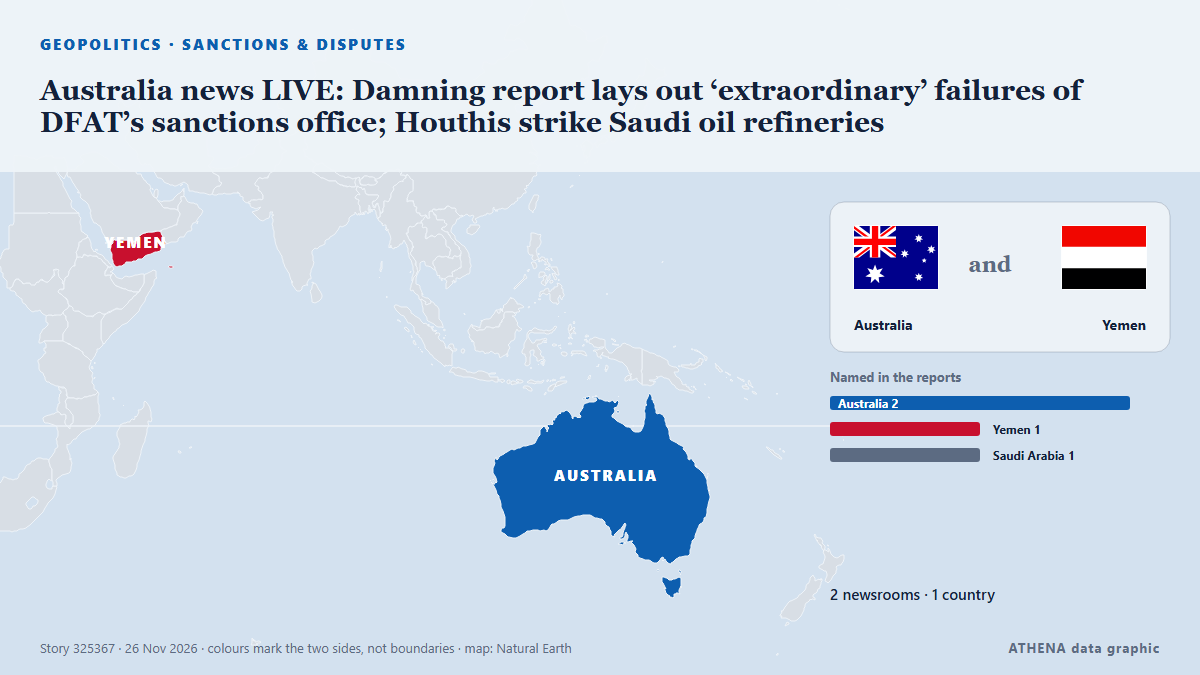 GEOPOLITICS · SANCTIONS & DISPUTES
Australia news LIVE: Damning report lays out ‘extraordinary’ failures of
DFAT’s sanctions office; Houthis strike Saudi oil refineries
YEMEN
AUSTRALIA
and
Australia
Yemen
Named in the reports
Australia 2
Yemen 1
Saudi Arabia 1
2 newsrooms · 1 country
Story 325367 · 26 Nov 2026 · colours mark the two sides, not boundaries · map: Natural Earth
ATHENA data graphic